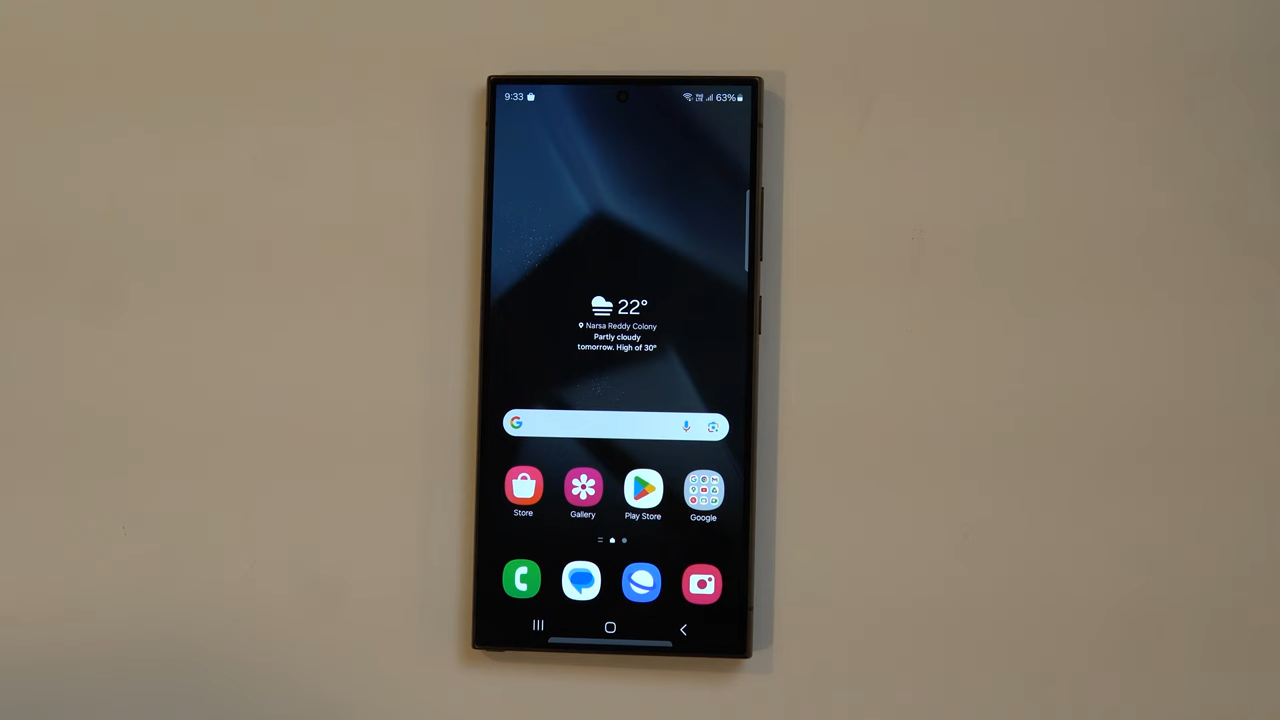 9:33 63%
22°
Narsa Reddy Colony
Partly cloudy
tomorrow. High of 30°
Store Gallery Play Store Google